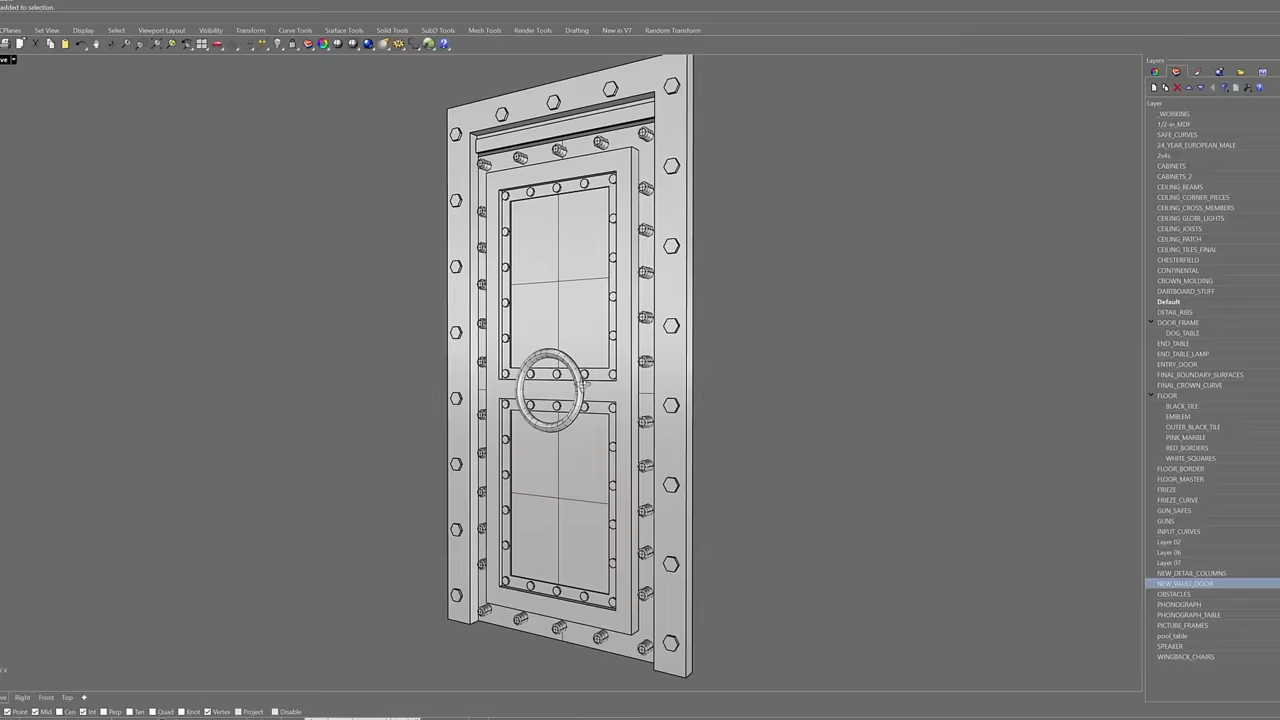 added to selection.
CPlanes Set View Display Select Viewport Layout Visibility Transform Curve Tools Surface Tools Solid Tools SubD Tools Mesh Tools Render Tools Drafting New in V7 Random Transform
Layers
Layer
_WORKING
1/2-in_MDF
SAFE_CURVES
24_YEAR_EUROPEAN_MALE
2x4s
CABINETS
CABINETS_2
CEILING_BEAMS
CEILING_CORNER_PIECES
CEILING_CROSS_MEMBERS
CEILING_GLOBE_LIGHTS
CEILING_JOISTS
CEILING_PATCH
CEILING_TILES_FINAL
CHESTERFIELD
CONTINENTAL
CROWN_MOLDING
DARTBOARD_STUFF
Default
DETAIL_RIBS
DOOR_FRAME
DOG_TABLE
END_TABLE
END_TABLE_LAMP
ENTRY_DOOR
FINAL_BOUNDARY_SURFACES
FINAL_CROWN_CURVE
FLOOR
BLACK_TILE
EMBLEM
OUTER_BLACK_TILE
PINK_MARBLE
RED_BORDERS
WHITE_SQUARES
FLOOR_BORDER
FLOOR_MASTER
FRIEZE
FRIEZE_CURVE
GUN_SAFES
GUNS
INPUT_CURVES
Layer 02
Layer 06
Layer 07
NEW_DETAIL_COLUMNS
NEW_VAULT_DOOR
OBSTACLES
PHONOGRAPH
PHONOGRAPH_TABLE
PICTURE_FRAMES
pool_table
SPEAKER
WINGBACK_CHAIRS
Right Front Top
Point Mid Cen Int Perp Tan Quad Knot Vertex Project Disable